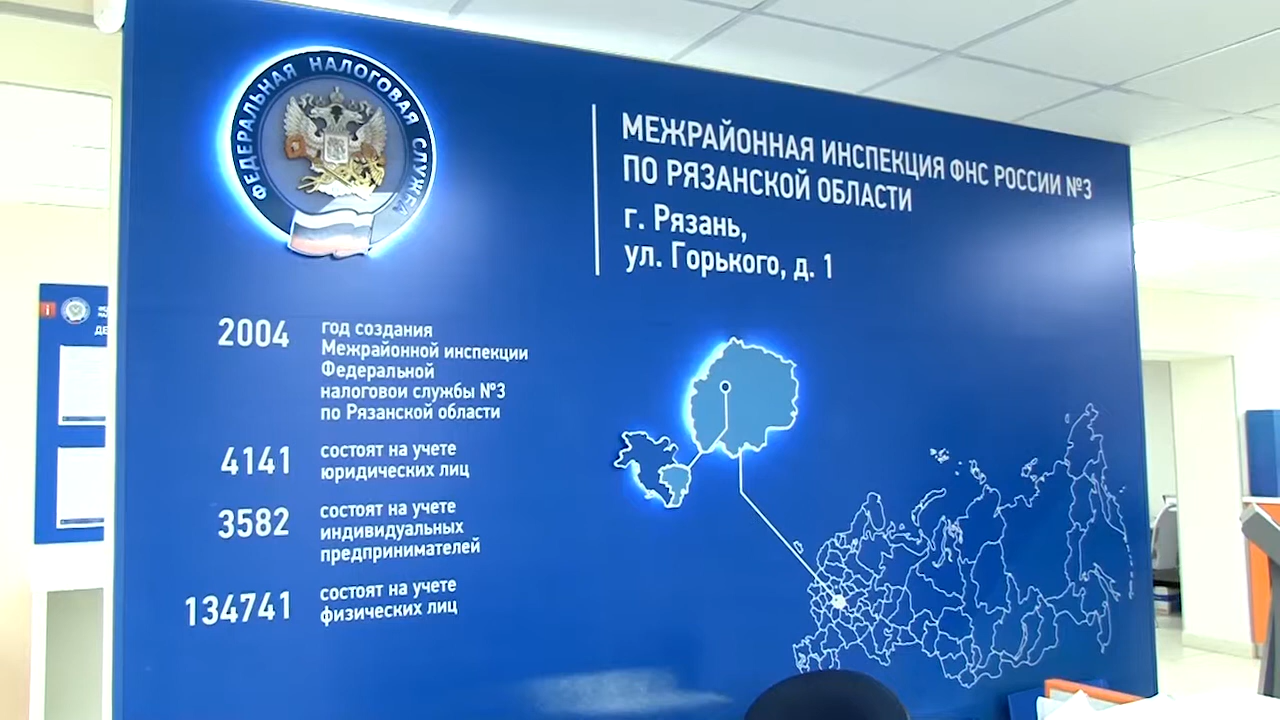 ФЕДЕРАЛЬНАЯ НАЛОГОВАЯ СЛУЖБА
МЕЖРАЙОННАЯ ИНСПЕКЦИЯ ФНС РОССИИ №3
ПО РЯЗАНСКОЙ ОБЛАСТИ
г. Рязань,
ул. Горького, д. 1
2004 год создания
Межрайонной инспекции
Федеральной
налоговои службы №3
по Рязанской области
4141 состоят на учете
юридических лиц
3582 состоят на учете
индивидуальных
предпринимателей
134741 состоят на учете
физических лиц